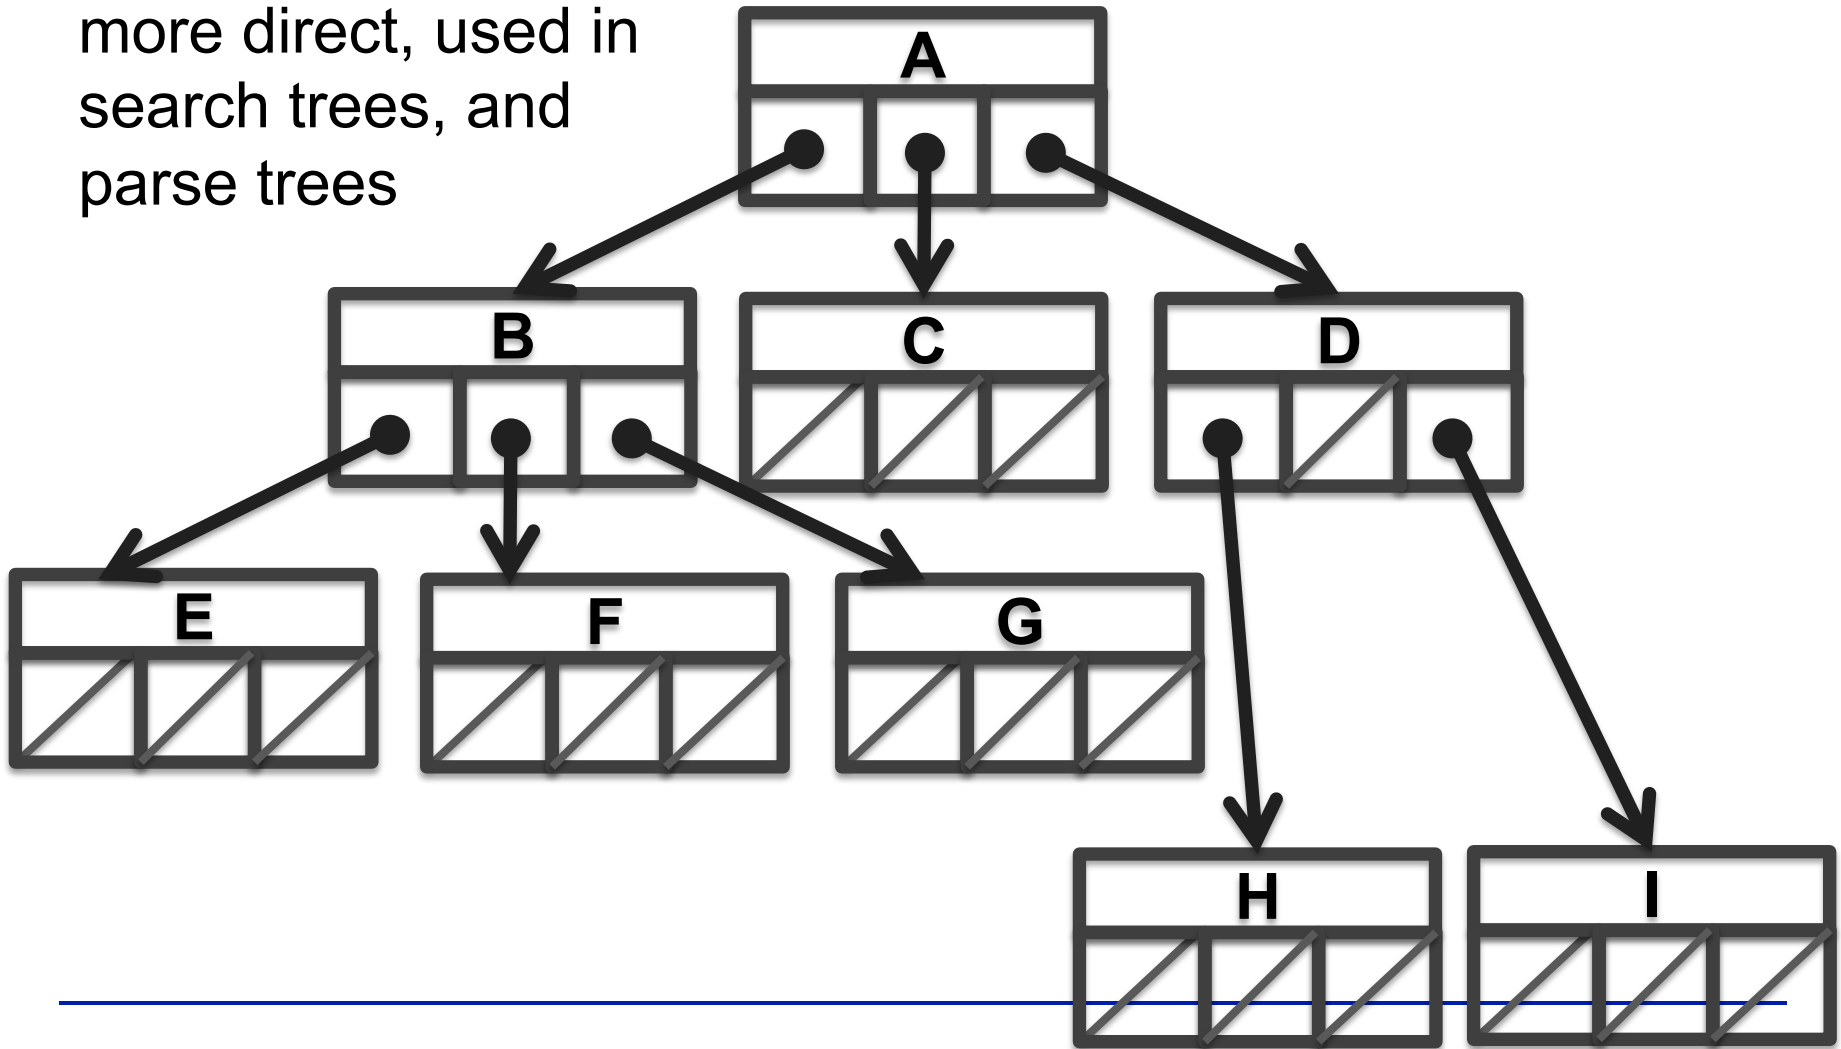 more direct, used in
search trees, and
parse trees
A
B
C
D
E
F
G
H
I